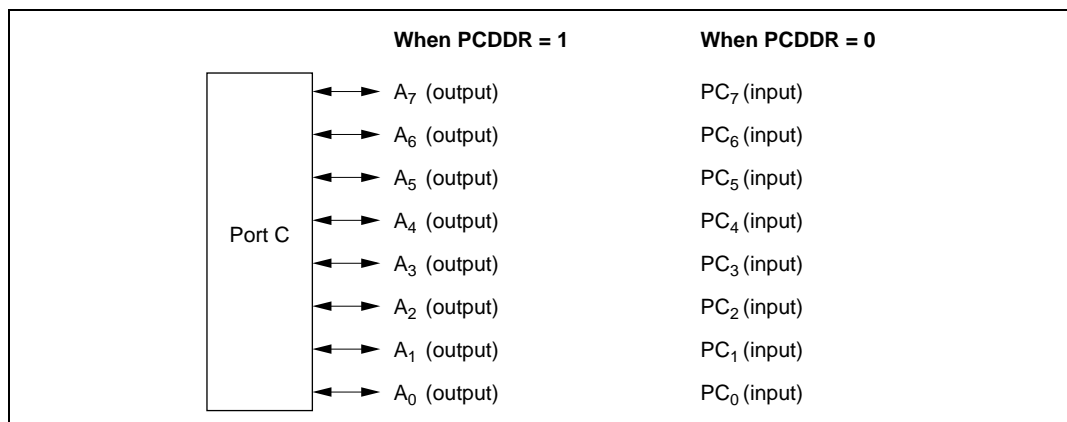 When PCDDR = 1 When PCDDR = 0
A7 (output) PC7 (input)
A6 (output) PC6 (input)
A5 (output) PC5 (input)
Port C A4 (output) PC4 (input)
A3 (output) PC3 (input)
A2 (output) PC2 (input)
A1 (output) PC1 (input)
A0 (output) PC0 (input)